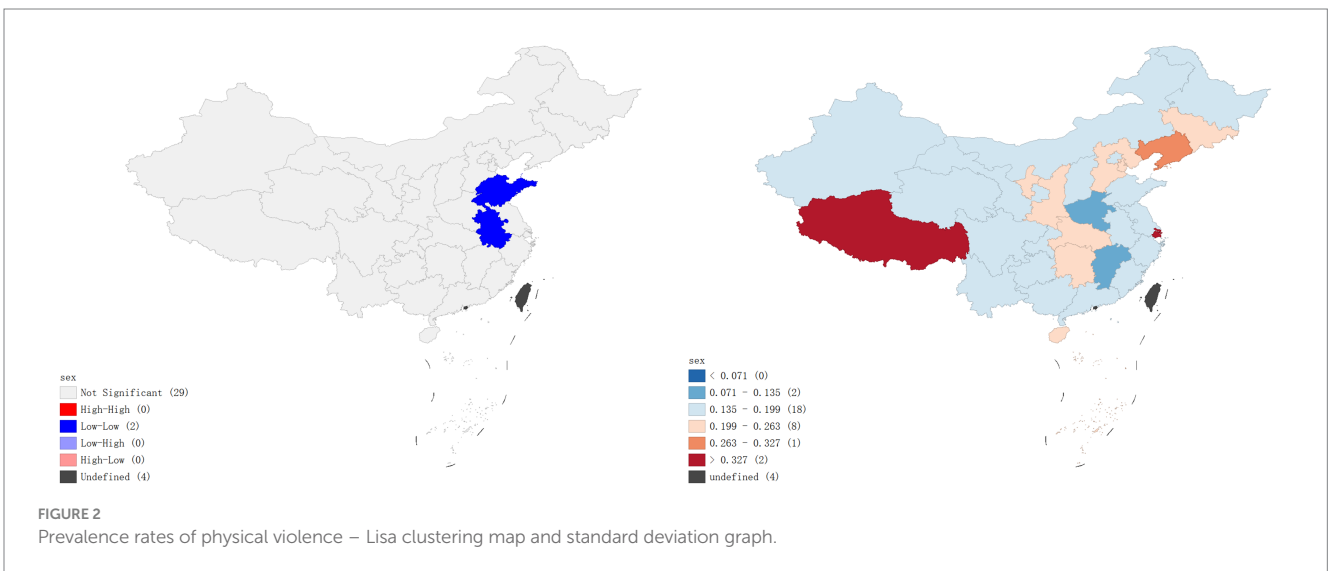 sex
Not Significant (29)
High-High (0)
Low-Low (2)
Low-High (0)
High-Low (0)
Undefined (4)
sex
< 0.071 (0)
0.071 - 0.135 (2)
0.135 - 0.199 (18)
0.199 - 0.263 (8)
0.263 - 0.327 (1)
> 0.327 (2)
undefined (4)
FIGURE 2
Prevalence rates of physical violence – Lisa clustering map and standard deviation graph.